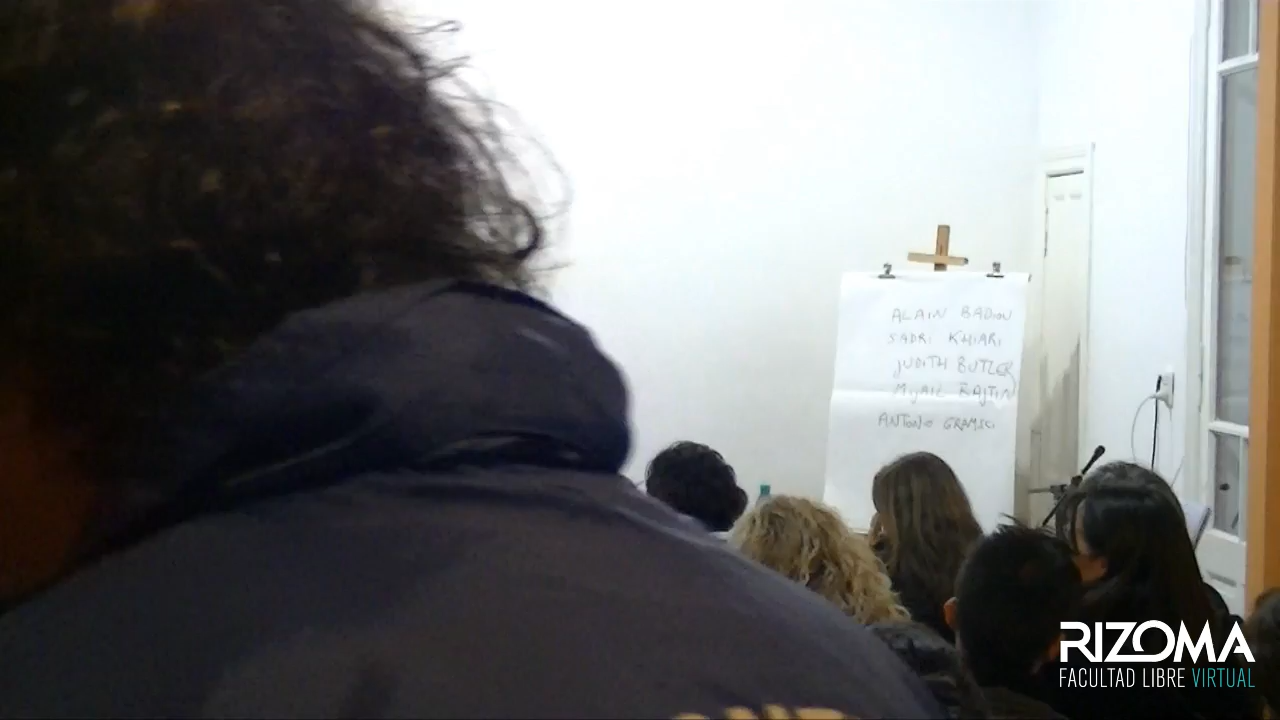 ALAIN BADIOU
SADRI KHIARI
JUDITH BUTLER
MIJAIL BAJTIN
ANTONIO GRAMSCI
RIZOMA
FACULTAD LIBRE VIRTUAL